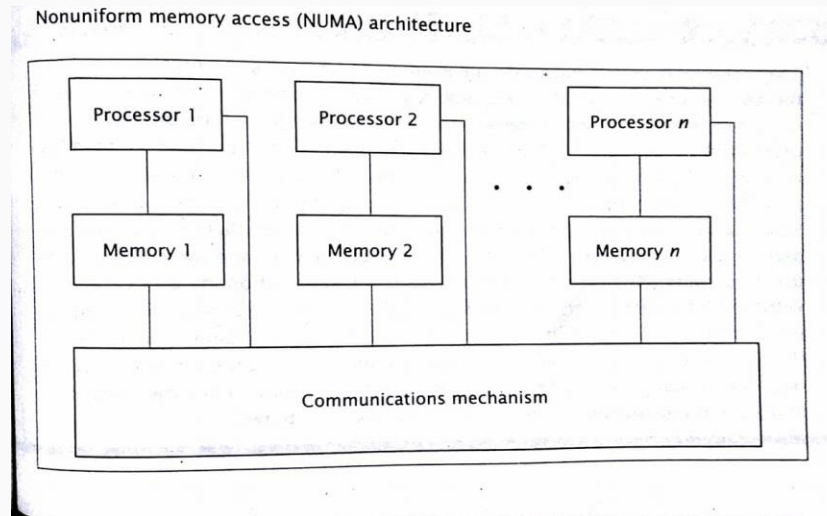 Nonuniform memory access (NUMA) architecture
Processor 1
Processor 2
Processor n
Memory 1
Memory 2
Memory n
Communications mechanism